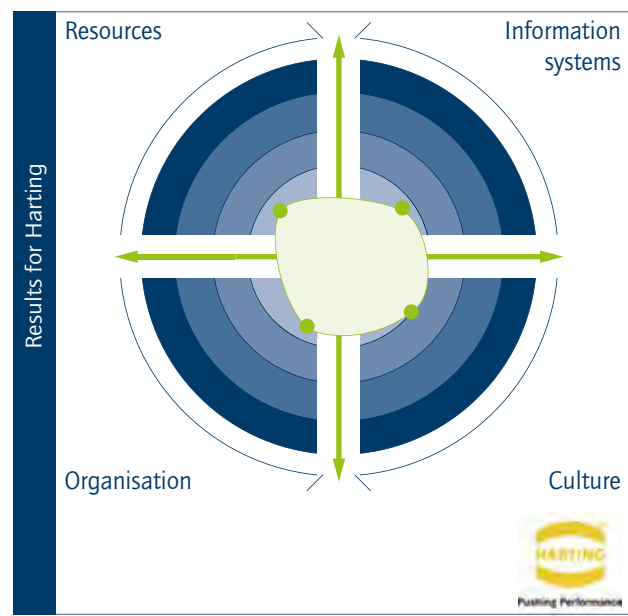 Results for Harting
Resources
Information
systems
Organisation
Culture
HARTING
Pushing Performance